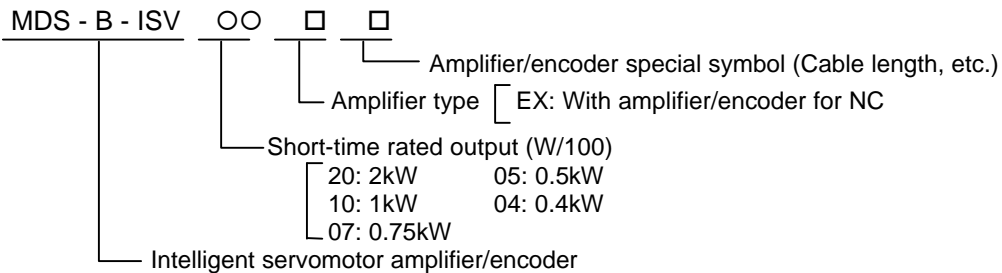 MDS - B - ISV ○○ □ □
Amplifier/encoder special symbol (Cable length, etc.)
Amplifier type EX: With amplifier/encoder for NC
Short-time rated output (W/100)
20: 2kW 05: 0.5kW
10: 1kW 04: 0.4kW
07: 0.75kW
Intelligent servomotor amplifier/encoder